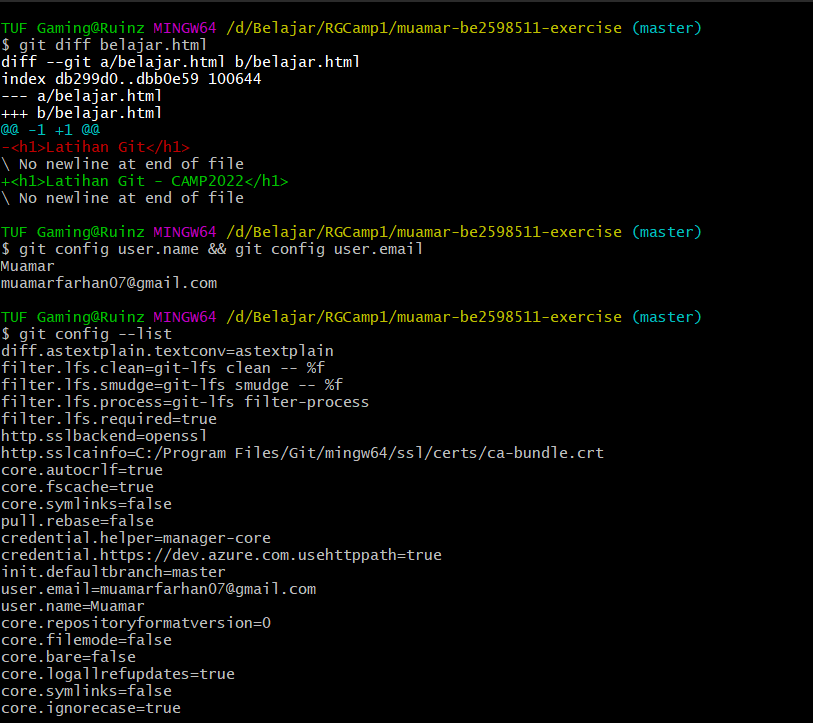 TUF Gaming@Ruinz MINGW64 /d/Belajar/RGCamp1/muamar-be2598511-exercise (master)
$ git diff belajar.html
diff --git a/belajar.html b/belajar.html
index db299d0..dbb0e59 100644
--- a/belajar.html
+++ b/belajar.html
@@ -1 +1 @@
-<h1>Latihan Git</h1>
\ No newline at end of file
+<h1>Latihan Git - CAMP2022</h1>
\ No newline at end of file
TUF Gaming@Ruinz MINGW64 /d/Belajar/RGCamp1/muamar-be2598511-exercise (master)
$ git config user.name && git config user.email
Muamar
muamarfarhan07@gmail.com
TUF Gaming@Ruinz MINGW64 /d/Belajar/RGCamp1/muamar-be2598511-exercise (master)
$ git config --list
diff.astextplain.textconv=astextplain
filter.lfs.clean=git-lfs clean -- %f
filter.lfs.smudge=git-lfs smudge -- %f
filter.lfs.process=git-lfs filter-process
filter.lfs.required=true
http.sslbackend=openssl
http.sslcainfo=C:/Program Files/Git/mingw64/ssl/certs/ca-bundle.crt
core.autocrlf=true
core.fscache=true
core.symlinks=false
pull.rebase=false
credential.helper=manager-core
credential.https://dev.azure.com.usehttppath=true
init.defaultbranch=master
user.email=muamarfarhan07@gmail.com
user.name=Muamar
core.repositoryformatversion=0
core.filemode=false
core.bare=false
core.logallrefupdates=true
core.symlinks=false
core.ignorecase=true